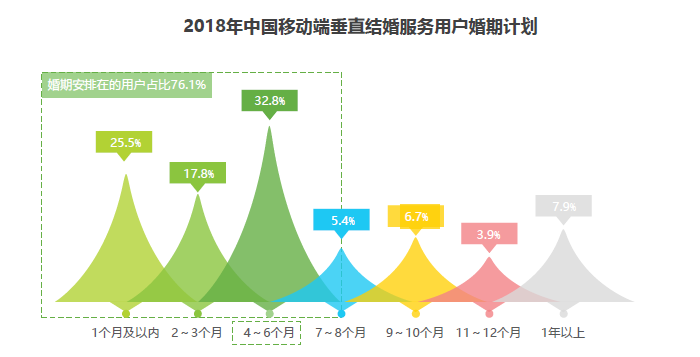 2018年中国移动端垂直结婚服务用户婚期计划
婚期安排在的用户占比76.1%
32.8%
25.5%
17.8%
5.4%
6.7%
3.9%
7.9%
1个月及以内 2～3个月 4～6个月 7～8个月 9～10个月 11～12个月 1年以上